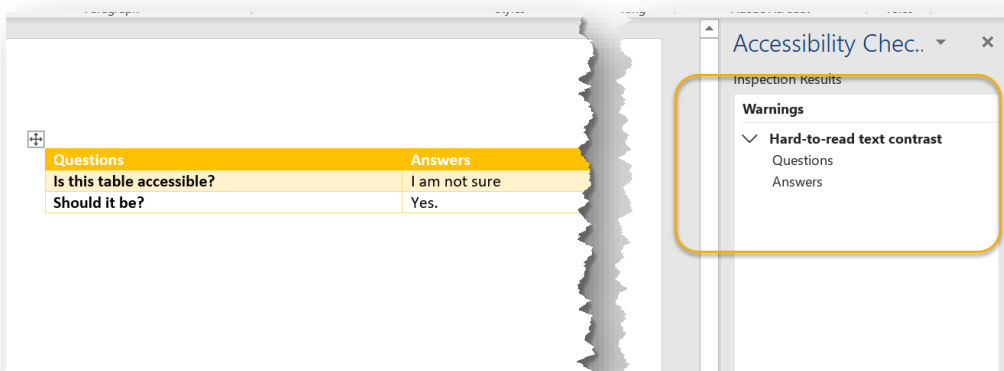 Accessibility Chec..
Inspection Results
Warnings
Hard-to-read text contrast
Questions
Answers
Questions Answers
Is this table accessible? I am not sure
Should it be? Yes.